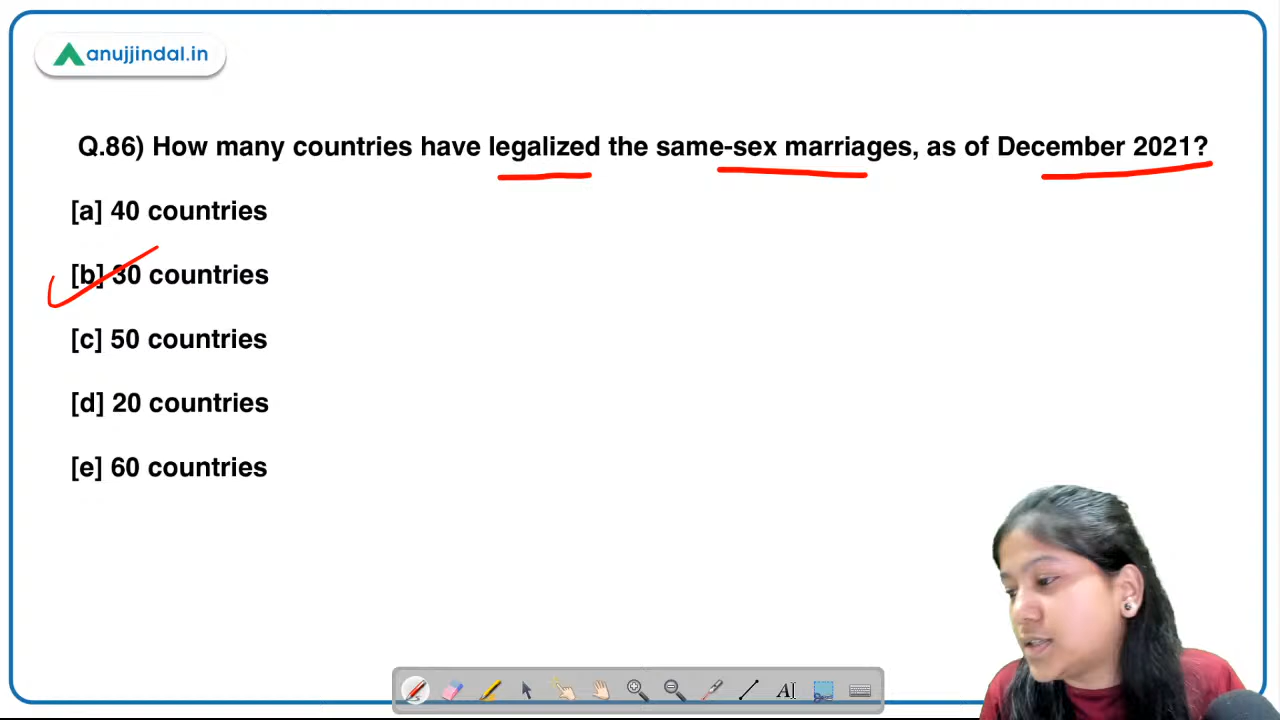 anujjindal.in
Q.86) How many countries have legalized the same-sex marriages, as of December 2021?
[a] 40 countries
[b] 30 countries
[c] 50 countries
[d] 20 countries
[e] 60 countries
A